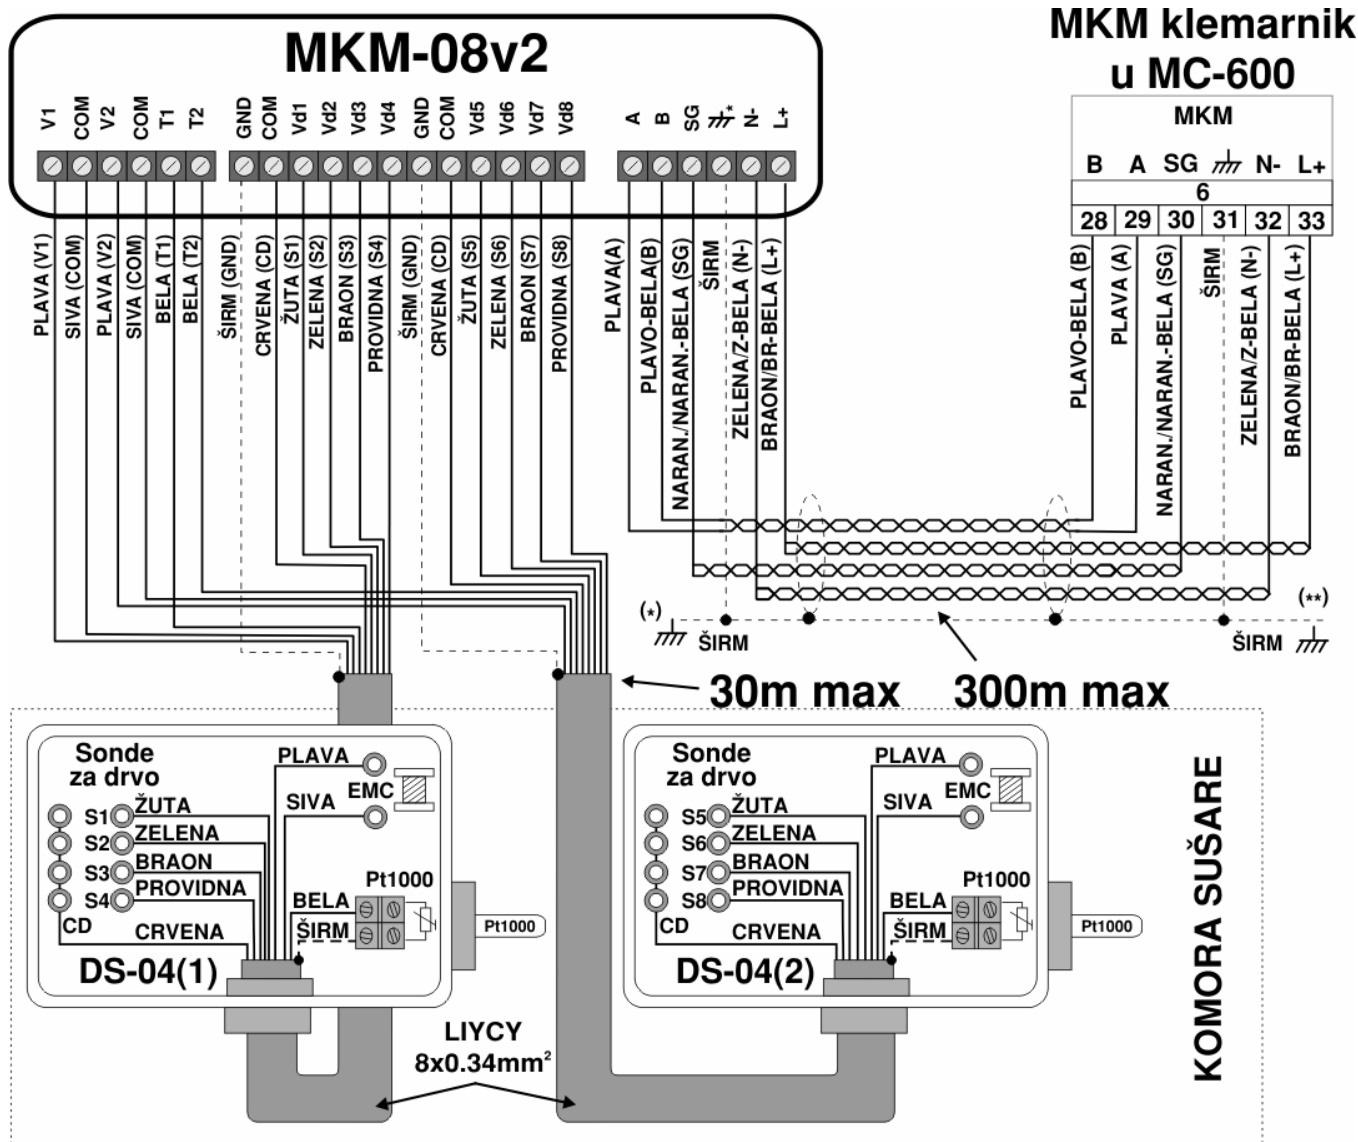 MKM-08v2
MKM klemarnik
u MC-600
V1 COM V2 COM T1 T2
GND COM Vd1 Vd2 Vd3 Vd4 GND COM Vd5 Vd6 Vd7 Vd8
A B SG * N- L+
MKM
B A SG N- L+
6
28 29 30 31 32 33
PLAVA (V1)
SIVA (COM)
PLAVA (V2)
SIVA (COM)
BELA (T1)
BELA (T2)
ŠIRM (GND)
CRVENA (CD)
ŽUTA (S1)
ZELENA (S2)
BRAON (S3)
PROVIDNA (S4)
ŠIRM (GND)
CRVENA (CD)
ŽUTA (S5)
ZELENA (S6)
BRAON (S7)
PROVIDNA (S8)
PLAVA(A)
PLAVO-BELA(B)
NARAN./NARAN.-BELA (SG)
ŠIRM
ZELENA/Z-BELA (N-)
BRAON/BR-BELA (L+)
PLAVO-BELA (B)
PLAVA (A)
NARAN./NARAN.-BELA (SG)
ŠIRM
ZELENA/Z-BELA (N-)
BRAON/BR-BELA (L+)
(*)
(**)
ŠIRM
ŠIRM
30m max
300m max
Sonde
za drvo
PLAVA
EMC
SIVA
S1 ŽUTA
S2 ZELENA
S3 BRAON
S4 PROVIDNA
Pt1000
BELA
ŠIRM
CD
CRVENA
Pt1000
DS-04(1)
Sonde
za drvo
PLAVA
EMC
SIVA
S5 ŽUTA
S6 ZELENA
S7 BRAON
S8 PROVIDNA
Pt1000
BELA
ŠIRM
CD
CRVENA
Pt1000
DS-04(2)
KOMORA SUŠARE
LIYCY
8x0.34mm²